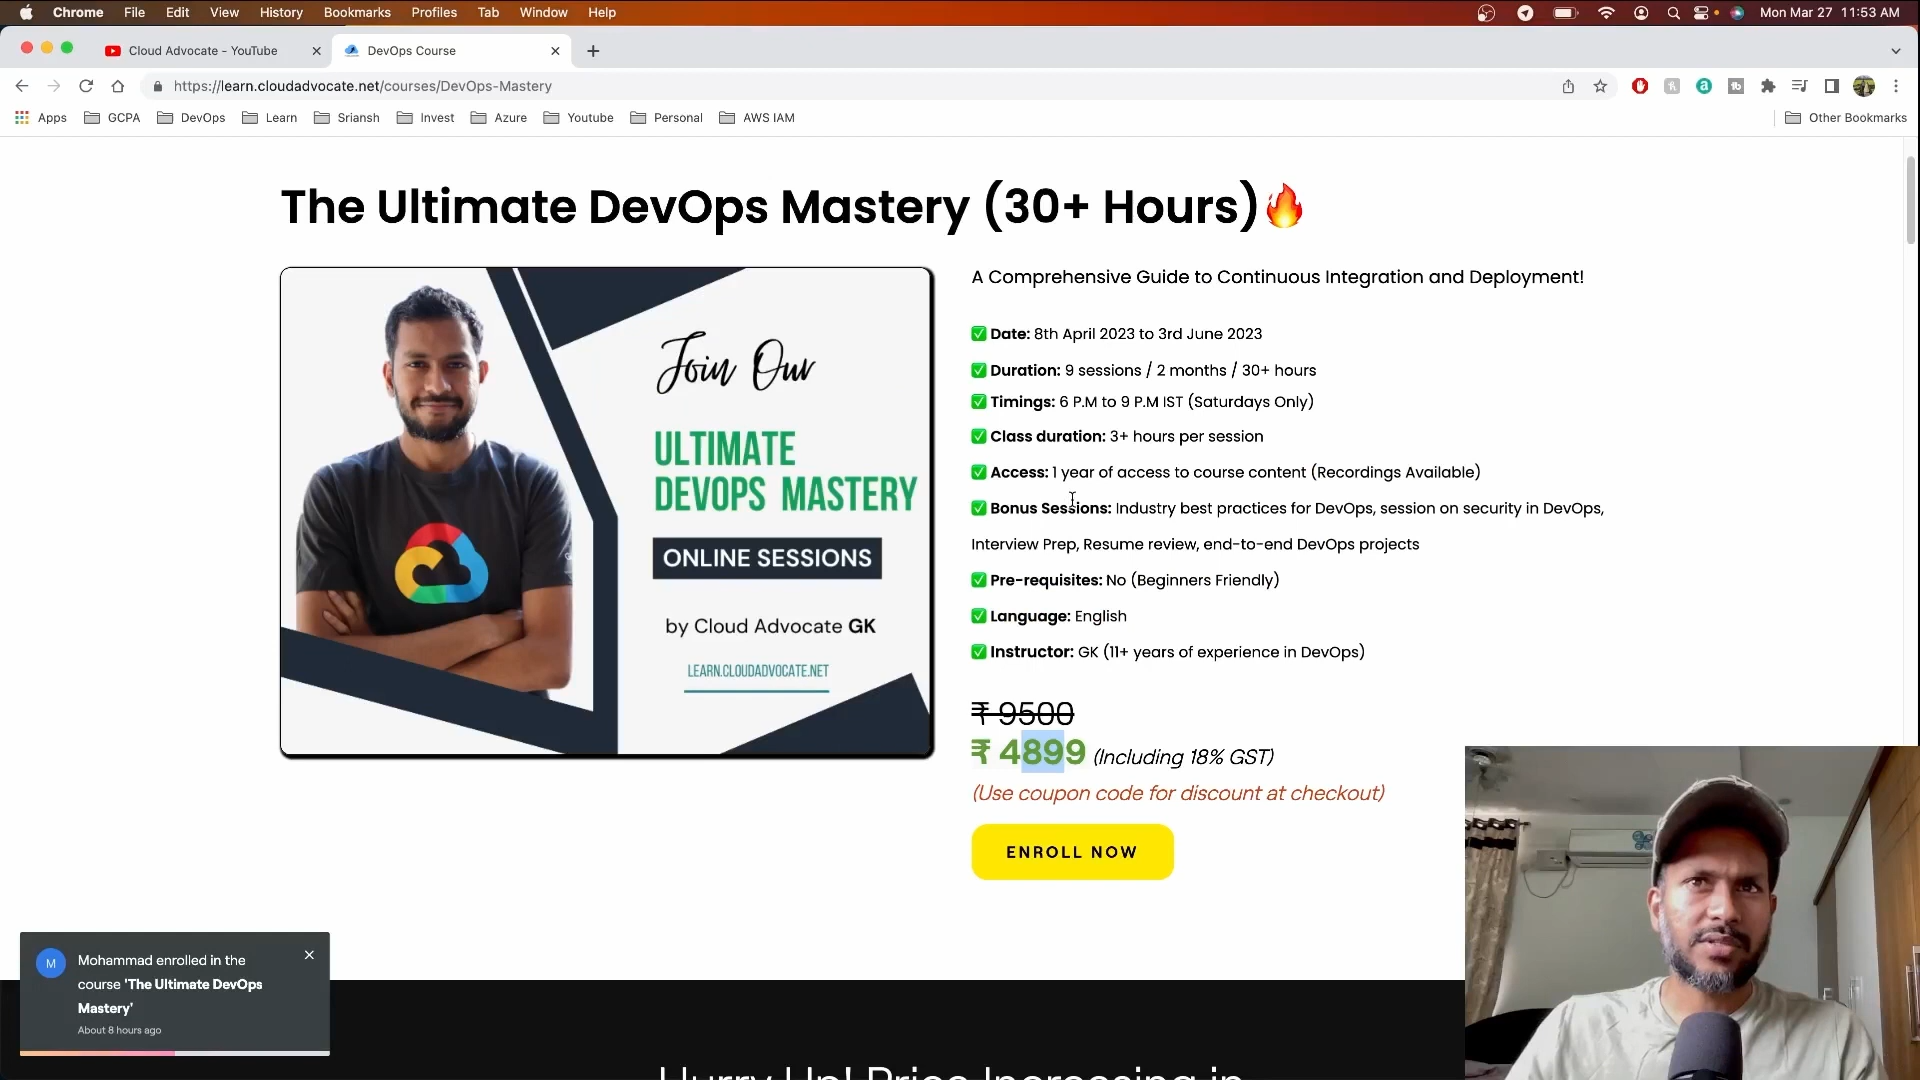 Chrome File Edit View History Bookmarks Profiles Tab Window Help
Mon Mar 27 11:53 AM
Cloud Advocate - YouTube
DevOps Course
https://learn.cloudadvocate.net/courses/DevOps-Mastery
Apps GCPA DevOps Learn Sriansh Invest Azure Youtube Personal AWS IAM Other Bookmarks
The Ultimate DevOps Mastery (30+ Hours)🔥
Join Our
ULTIMATE
DEVOPS MASTERY
ONLINE SESSIONS
by Cloud Advocate GK
LEARN.CLOUDADVOCATE.NET
A Comprehensive Guide to Continuous Integration and Deployment!
✅ Date: 8th April 2023 to 3rd June 2023
✅ Duration: 9 sessions / 2 months / 30+ hours
✅ Timings: 6 P.M to 9 P.M IST (Saturdays Only)
✅ Class duration: 3+ hours per session
✅ Access: 1 year of access to course content (Recordings Available)
✅ Bonus Sessions: Industry best practices for DevOps, session on security in DevOps,
Interview Prep, Resume review, end-to-end DevOps projects
✅ Pre-requisites: No (Beginners Friendly)
✅ Language: English
✅ Instructor: GK (11+ years of experience in DevOps)
₹ 9500
₹ 4899 (Including 18% GST)
(Use coupon code for discount at checkout)
ENROLL NOW
M
Mohammad enrolled in the
course 'The Ultimate DevOps
Mastery'
About 8 hours ago
Hurry Up! Price Increasing in